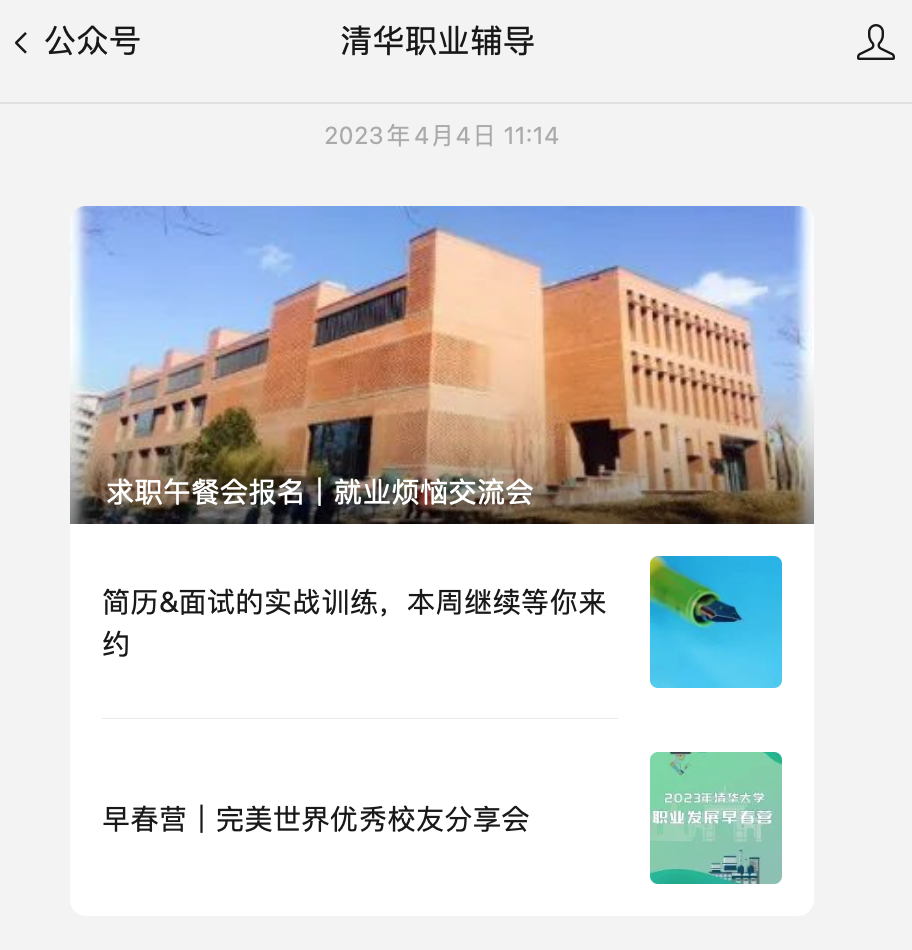 公众号
清华职业辅导
2023年4月4日 11:14
求职午餐会报名｜就业烦恼交流会
简历&面试的实战训练，本周继续等你来
约
早春营｜完美世界优秀校友分享会
2023年清华大学
职业发展早春营